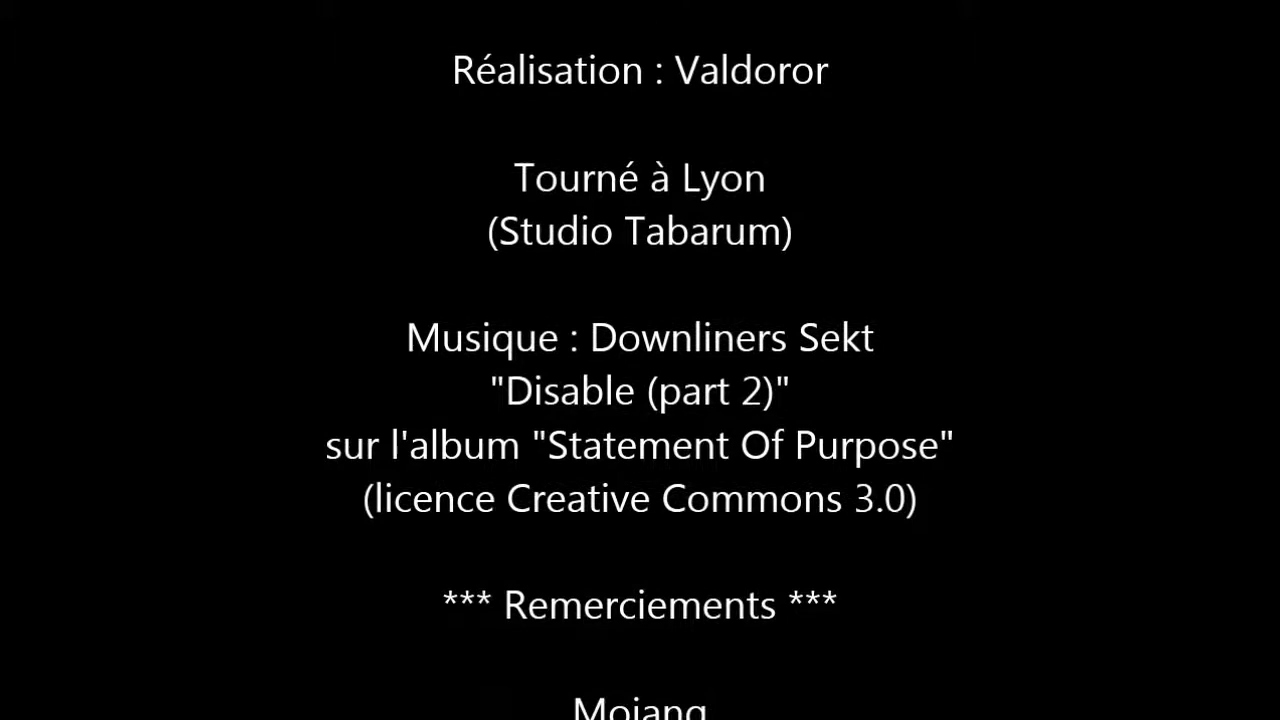 Réalisation : Valdoror
Tourné à Lyon
(Studio Tabarum)
Musique : Downliners Sekt
"Disable (part 2)"
sur l'album "Statement Of Purpose"
(licence Creative Commons 3.0)
*** Remerciements ***
Mojang